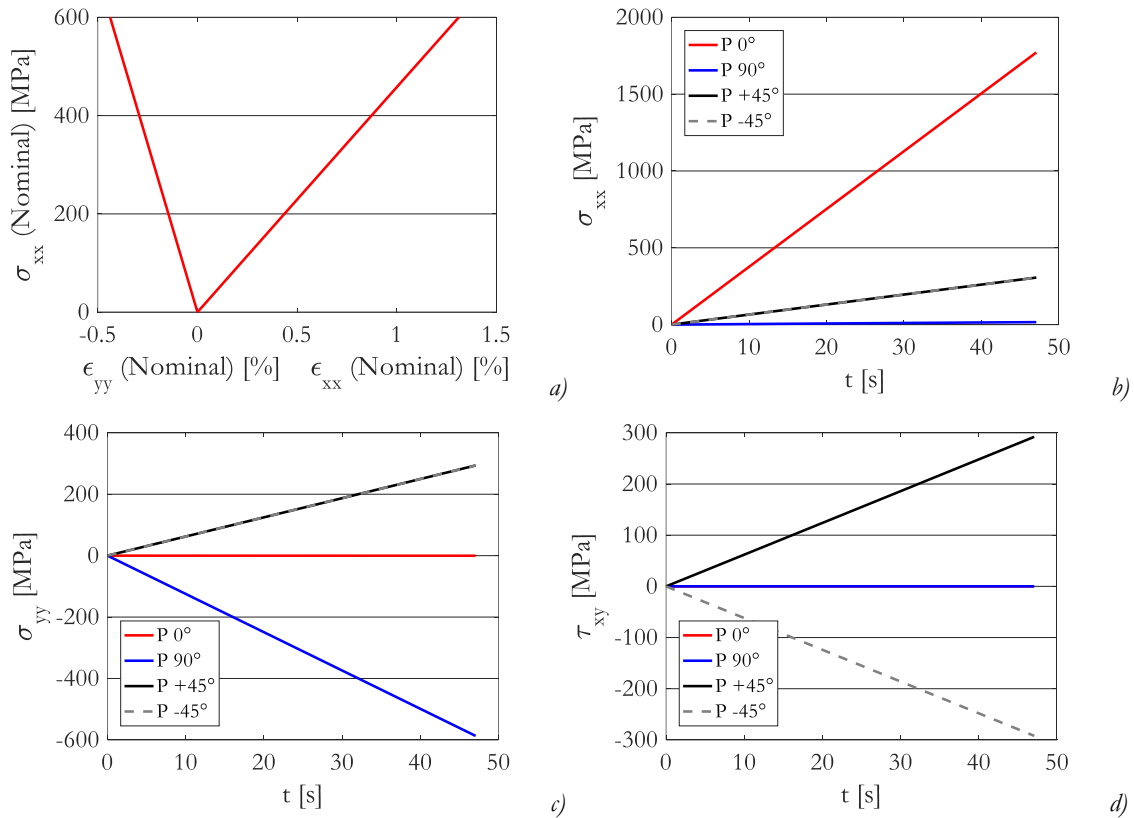 600
400
200
0
-0.5
0
0.5
1
1.5
σxx (Nominal) [MPa]
ϵyy (Nominal) [%]
ϵxx (Nominal) [%]
a)
2000
1500
1000
500
0
0
10
20
30
40
50
σxx [MPa]
t [s]
P 0°
P 90°
P +45°
P -45°
b)
400
200
0
-200
-400
-600
0
10
20
30
40
50
σyy [MPa]
t [s]
P 0°
P 90°
P +45°
P -45°
c)
300
200
100
0
-100
-200
-300
0
10
20
30
40
50
τxy [MPa]
t [s]
P 0°
P 90°
P +45°
P -45°
d)